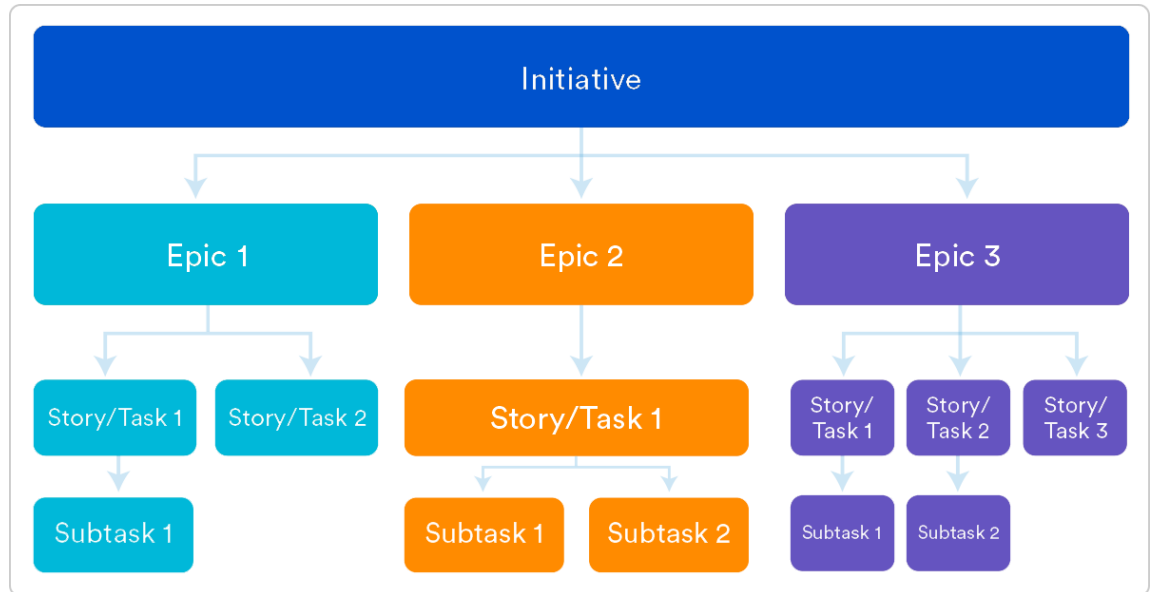 Initiative
Epic 1
Epic 2
Epic 3
Story/Task 1
Story/Task 2
Story/Task 1
Story/
Task 1
Story/
Task 2
Story/
Task 3
Subtask 1
Subtask 1
Subtask 2
Subtask 1
Subtask 2